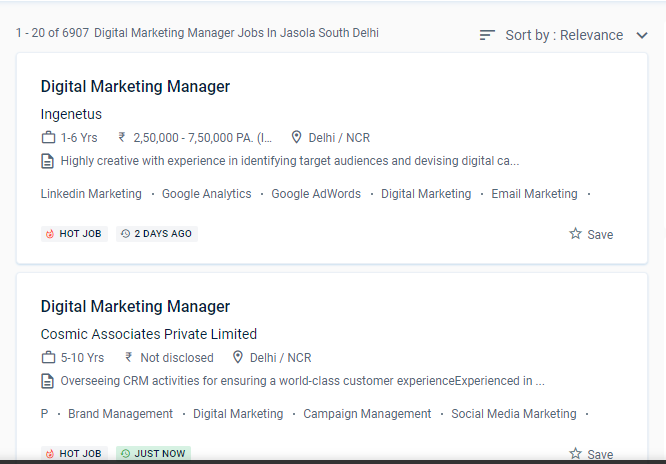 1 - 20 of 6907 Digital Marketing Manager Jobs In Jasola South Delhi
Sort by : Relevance
Digital Marketing Manager
Ingenetus
1-6 Yrs ₹ 2,50,000 - 7,50,000 PA. (I... Delhi / NCR
Highly creative with experience in identifying target audiences and devising digital ca...
Linkedin Marketing · Google Analytics · Google AdWords · Digital Marketing · Email Marketing ·
HOT JOB 2 DAYS AGO Save
Digital Marketing Manager
Cosmic Associates Private Limited
5-10 Yrs ₹ Not disclosed Delhi / NCR
Overseeing CRM activities for ensuring a world-class customer experienceExperienced in ...
P · Brand Management · Digital Marketing · Campaign Management · Social Media Marketing ·
HOT JOB JUST NOW Save